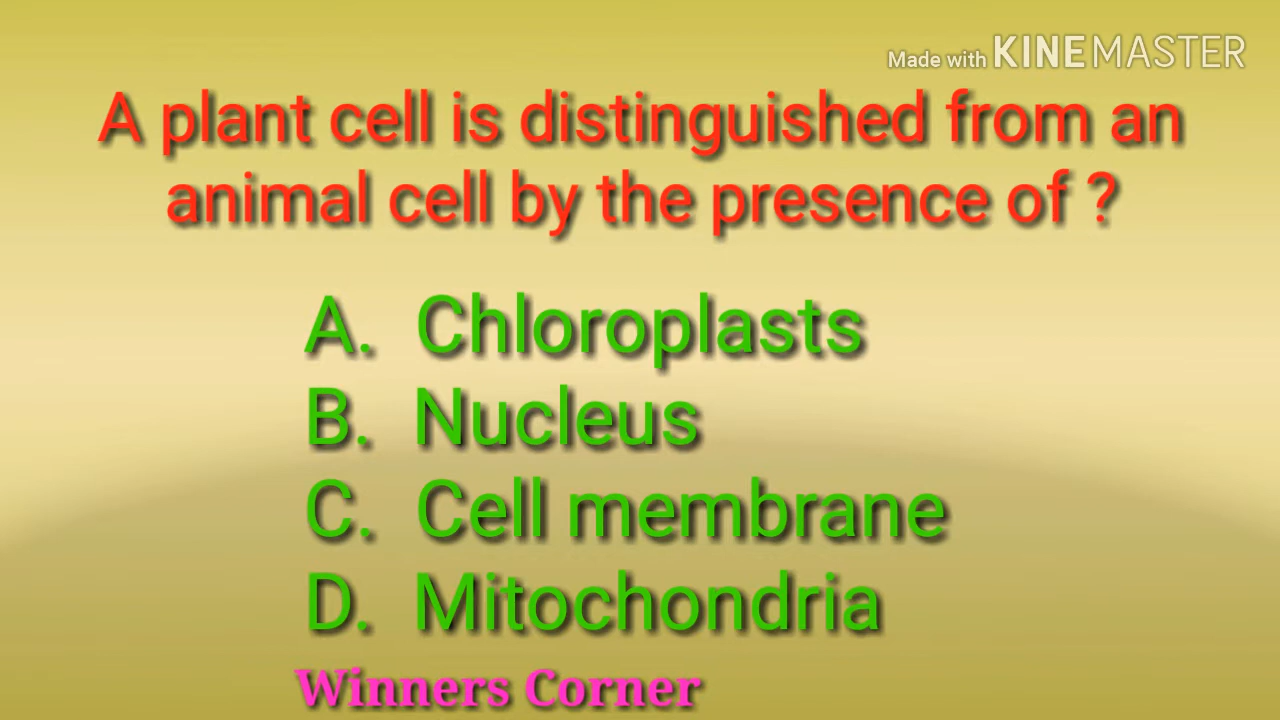 Made with KINEMASTER
A plant cell is distinguished from an
animal cell by the presence of ?
A. Chloroplasts
B. Nucleus
C. Cell membrane
D. Mitochondria
Winners Corner